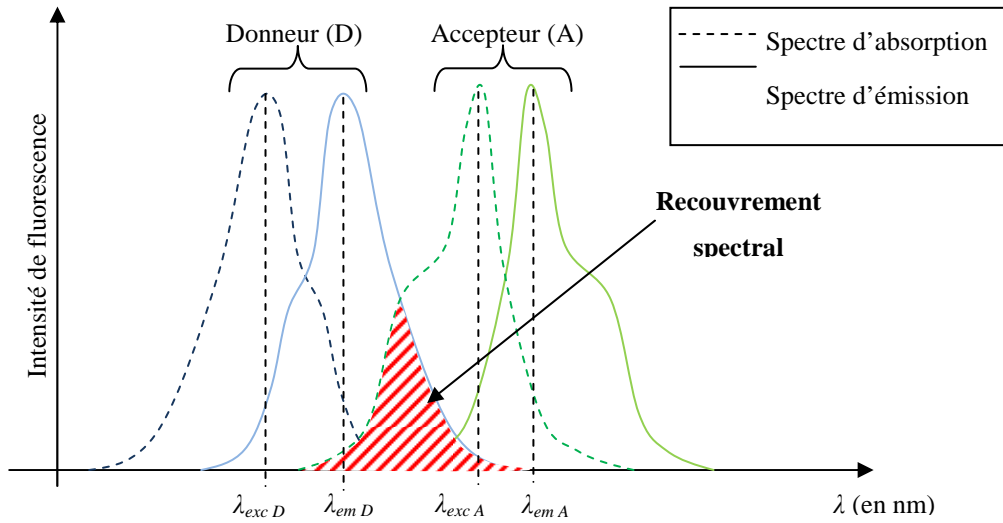 Donneur (D)
Accepteur (A)
Spectre d'absorption
Spectre d'émission
Intensité de fluorescence
Recouvrement
spectral
λexc D
λem D
λexc A
λem A
λ (en nm)